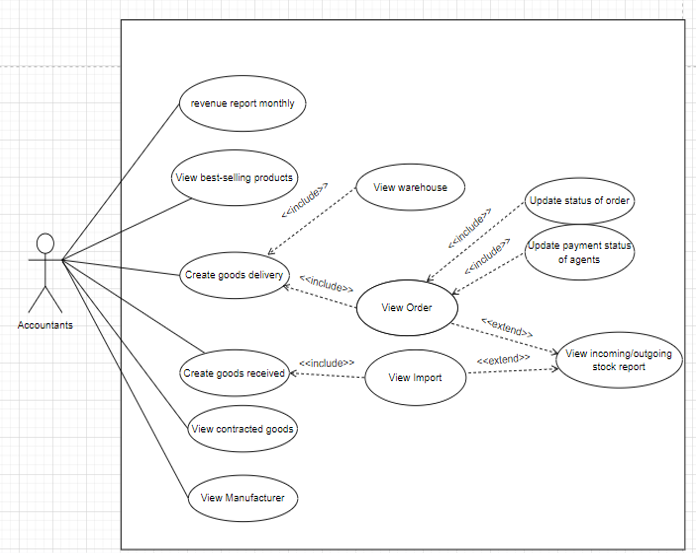 revenue report monthly
View best-selling products
<<include>>
View warehouse
Update status of order
<<include>>
Update payment status
of agents
<<include>>
Create goods delivery
<<include>>
View Order
Accountants
<<extend>>
View incoming/outgoing
stock report
<<extend>>
Create goods received
<<include>>
View Import
View contracted goods
View Manufacturer